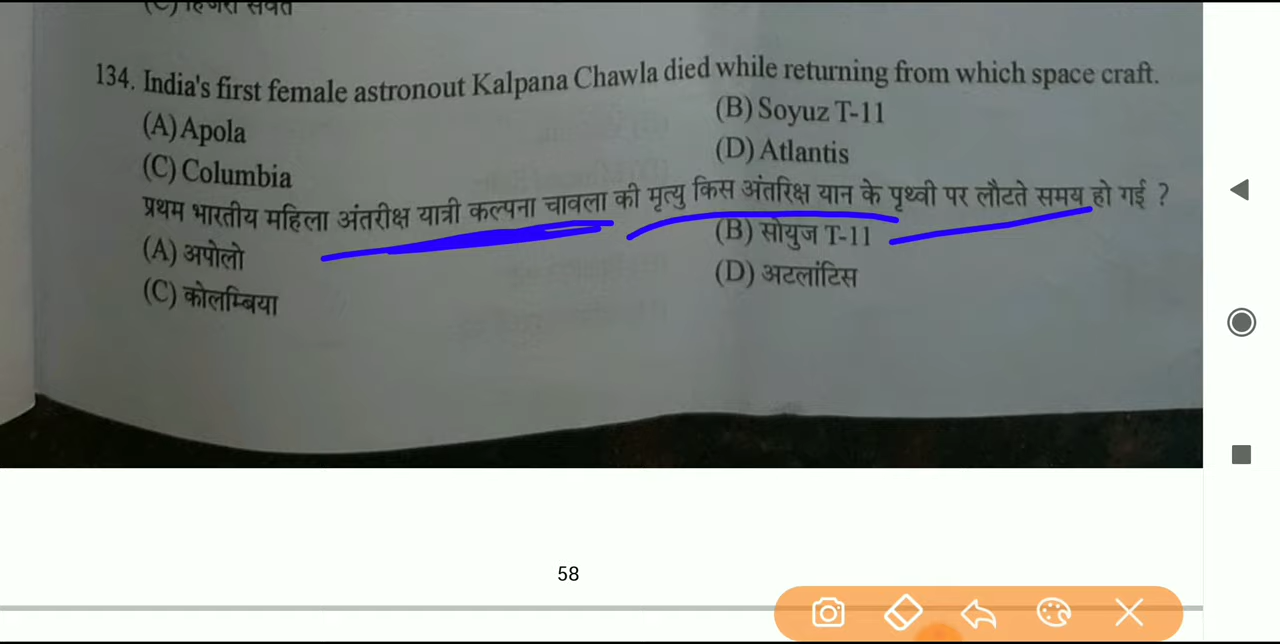 134. India's first female astronout Kalpana Chawla died while returning from which space craft.
(A) Apola (B) Soyuz T-11
(C) Columbia (D) Atlantis
प्रथम भारतीय महिला अंतरीक्ष यात्री कल्पना चावला की मृत्यु किस अंतरिक्ष यान के पृथ्वी पर लौटते समय हो गई ?
(A) अपोलो (B) सोयुज T-11
(C) कोलम्बिया (D) अटलांटिस
58